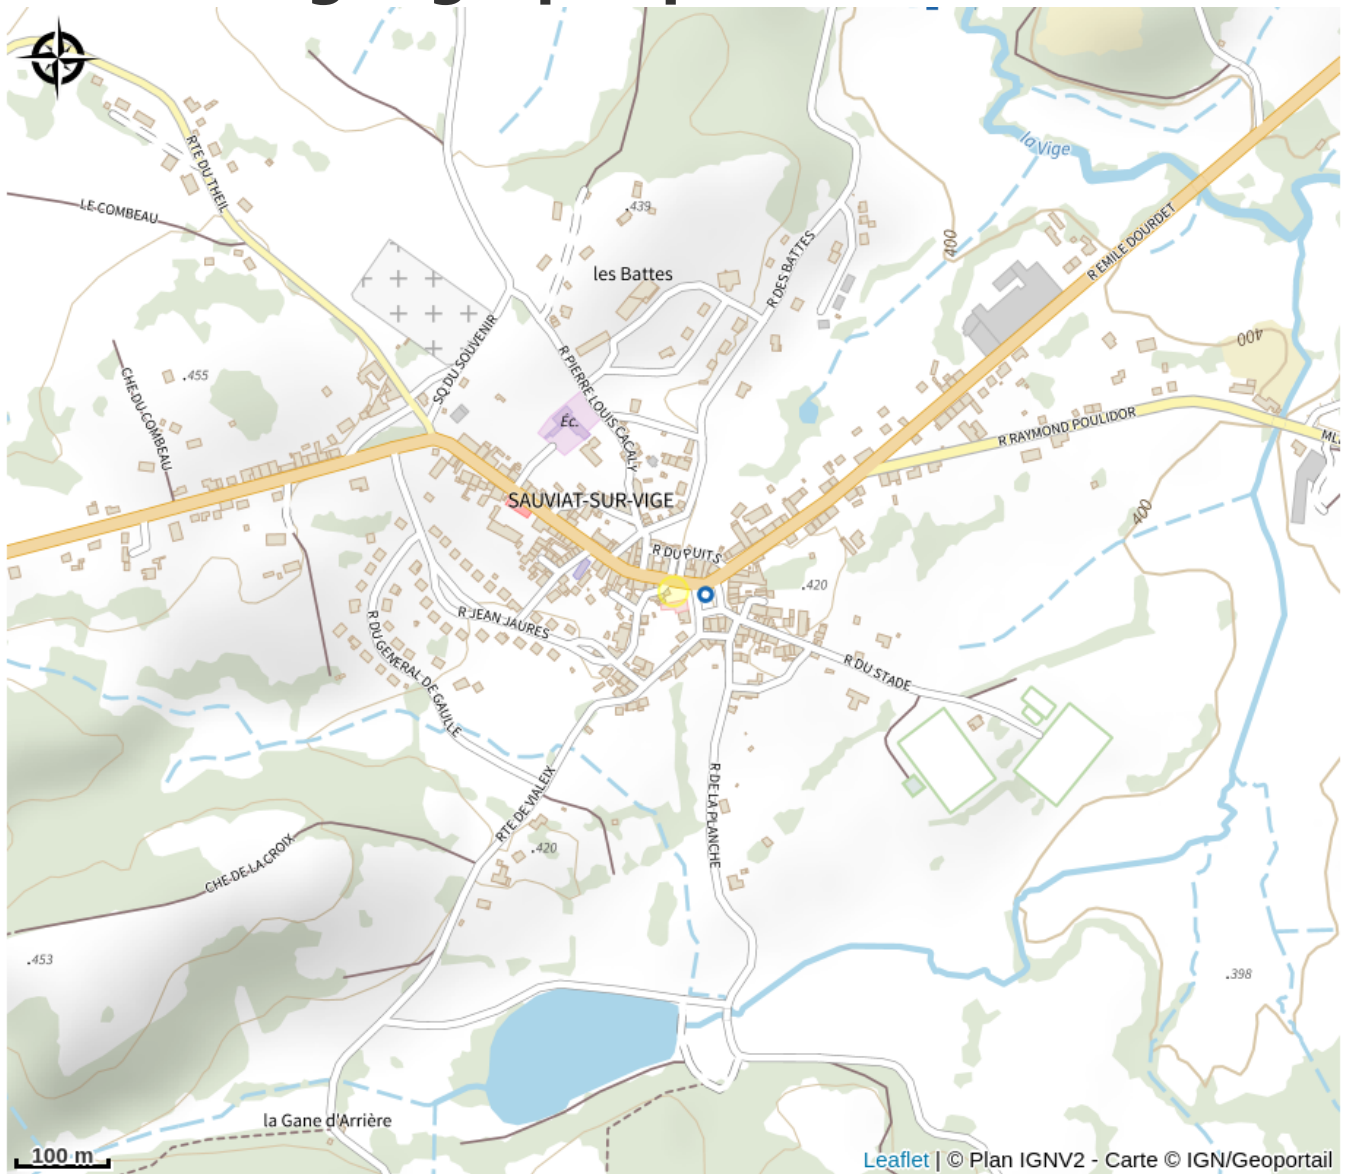 la Vige
RTE DU THEIL
LE COMBEAU
439
R EMILE DOURDET
400
R DES BATTES
les Battes
400
SQ DU SOUVENIR
R PIERRE LOUIS CACALY
455
CHE DU COMBEAU
Éc.
R RAYMOND POULIDOR
ML
SAUVIAT-SUR-VIGE
400
R DU PUITS
420
R JEAN JAURES
R DU GENERAL DE GAULLE
R DU STADE
RTE DE VIALEIX
R DE LA PLANCHE
420
CHE DE LA CROIX
453
398
la Gane d'Arrière
100 m
Leaflet | © Plan IGNV2 - Carte © IGN/Geoportail